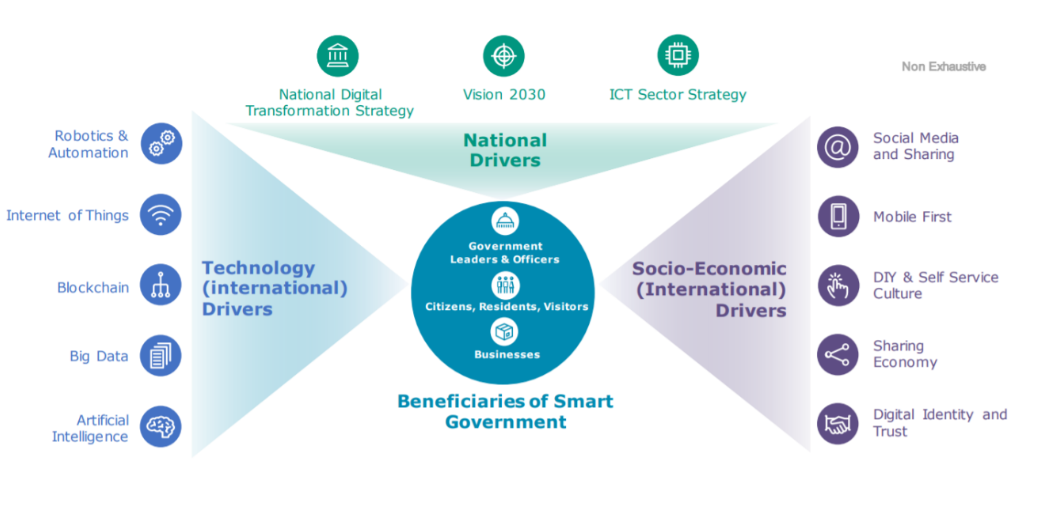 Non Exhaustive
National Digital
Transformation Strategy
Vision 2030
ICT Sector Strategy
National
Drivers
Robotics &
Automation
Internet of Things
Blockchain
Big Data
Artificial
Intelligence
Technology
(international)
Drivers
Government
Leaders & Officers
Citizens, Residents, Visitors
Businesses
Beneficiaries of Smart
Government
Socio-Economic
(International)
Drivers
Social Media
and Sharing
Mobile First
DIY & Self Service
Culture
Sharing
Economy
Digital Identity and
Trust